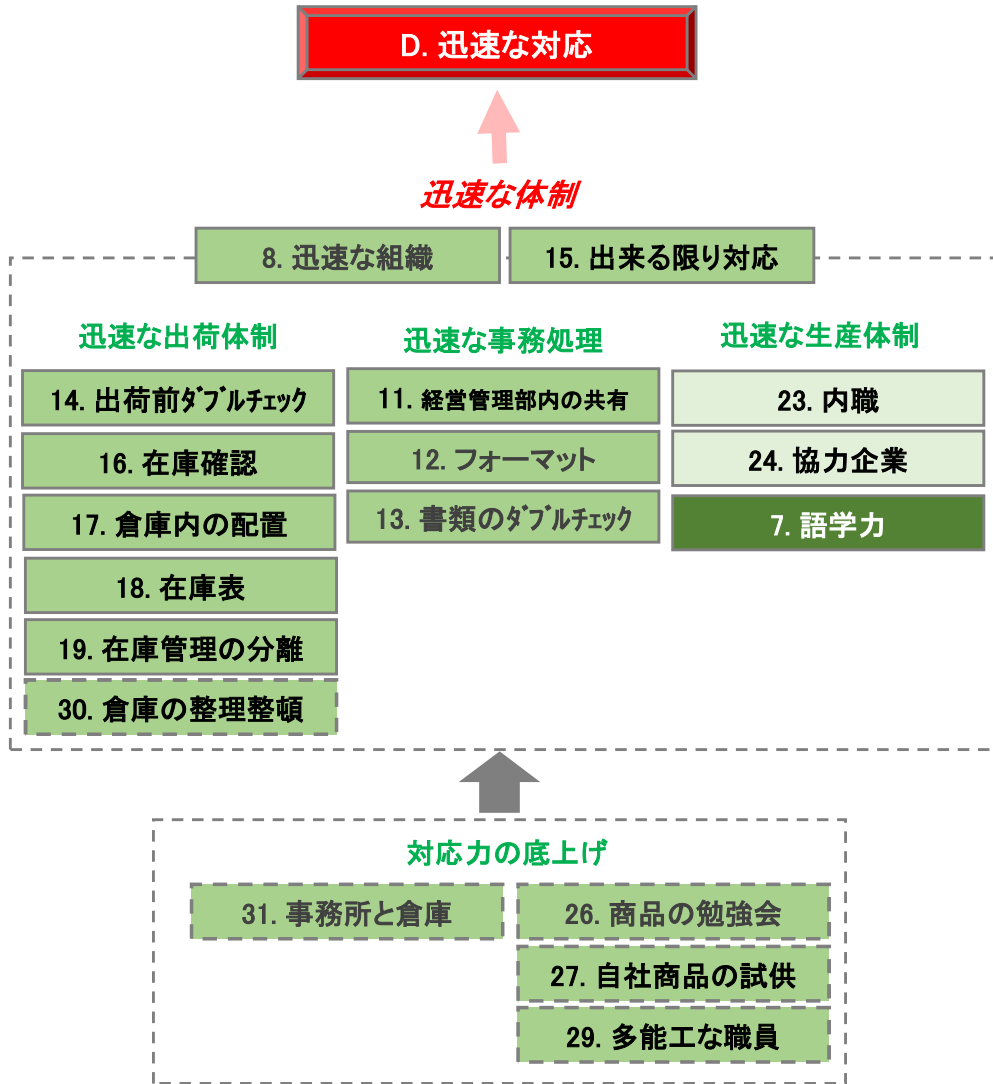 D. 迅速な対応
迅速な体制
8. 迅速な組織
15. 出来る限り対応
迅速な出荷体制
14. 出荷前ﾀﾞﾌﾞﾙﾁｪｯｸ
16. 在庫確認
17. 倉庫内の配置
18. 在庫表
19. 在庫管理の分離
30. 倉庫の整理整頓
迅速な事務処理
11. 経営管理部内の共有
12. フォーマット
13. 書類のﾀﾞﾌﾞﾙﾁｪｯｸ
迅速な生産体制
23. 内職
24. 協力企業
7. 語学力
対応力の底上げ
31. 事務所と倉庫
26. 商品の勉強会
27. 自社商品の試供
29. 多能工な職員